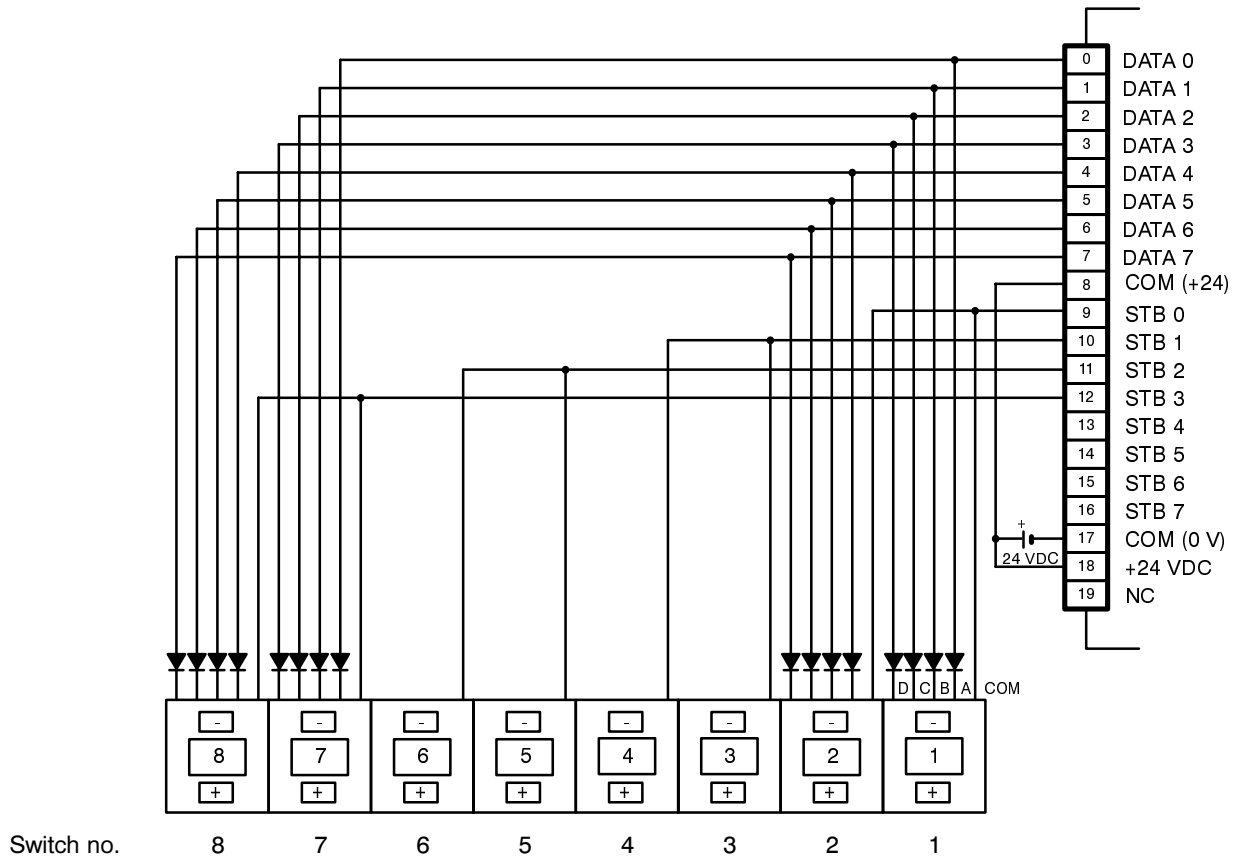 0 DATA 0
1 DATA 1
2 DATA 2
3 DATA 3
4 DATA 4
5 DATA 5
6 DATA 6
7 DATA 7
8 COM (+24)
9 STB 0
10 STB 1
11 STB 2
12 STB 3
13 STB 4
14 STB 5
15 STB 6
16 STB 7
+ 17 COM (0 V)
24 VDC 18 +24 VDC
19 NC
D C B A COM
- - - - - - - -
8 7 6 5 4 3 2 1
+ + + + + + + +
Switch no. 8 7 6 5 4 3 2 1